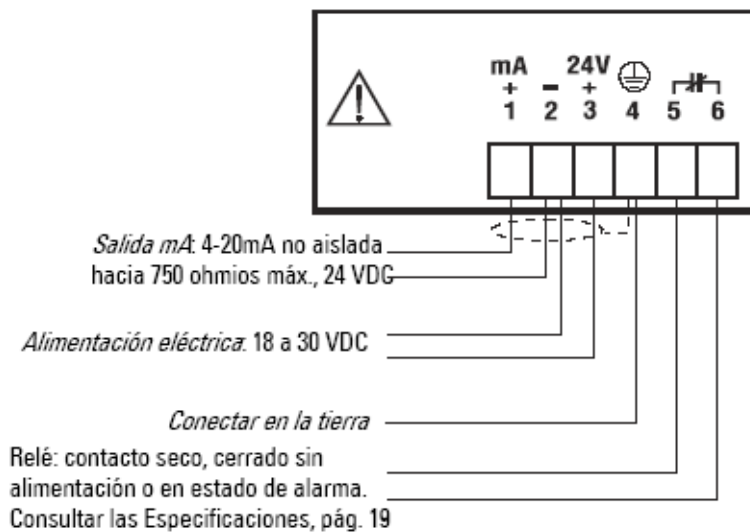 mA 24V
+ - +
1 2 3 4 5 6
Salida mA: 4-20mA no aislada
hacia 750 ohmios máx., 24 VDC
Alimentación eléctrica: 18 a 30 VDC
Conectar en la tierra
Relé: contacto seco, cerrado sin
alimentación o en estado de alarma.
Consultar las Especificaciones, pág. 19